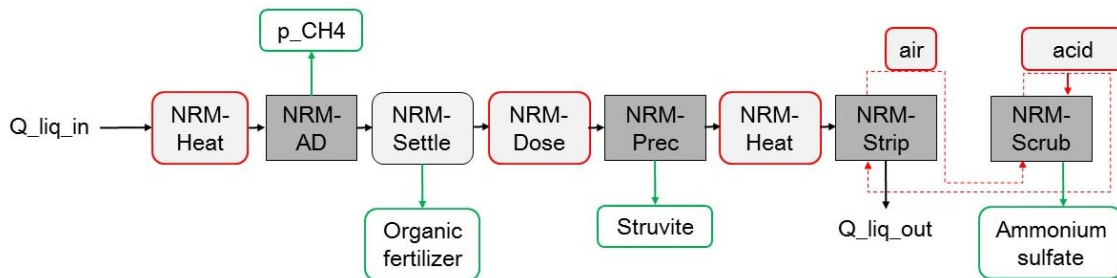 p_CH4
air
acid
Q_liq_in
NRM-
Heat
NRM-
AD
NRM-
Settle
NRM-
Dose
NRM-
Prec
NRM-
Heat
NRM-
Strip
NRM-
Scrub
Organic
fertilizer
Struvite
Q_liq_out
Ammonium
sulfate